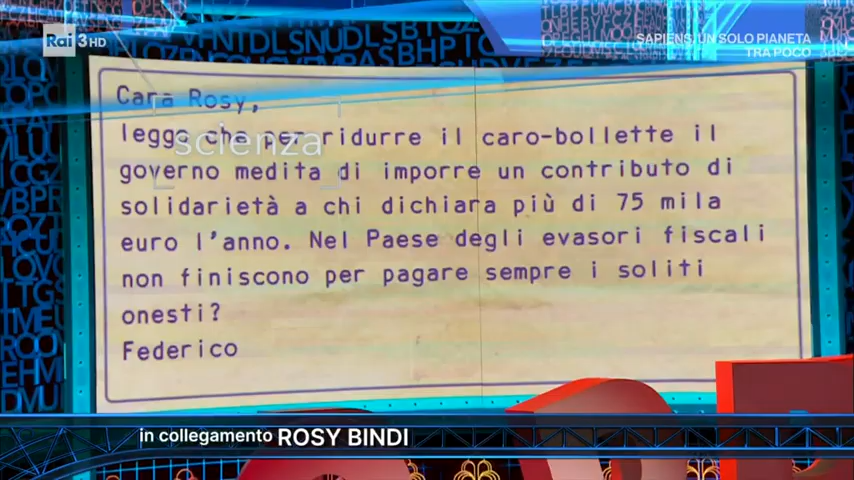 Rai 3HD
SAPIENS, UN SOLO PIANETA
TRA POCO
Cara Rosy,
leggo che per ridurre il caro-bollette il
scienza
governo medita di imporre un contributo di
solidarietà a chi dichiara più di 75 mila
euro l'anno. Nel Paese degli evasori fiscali
non finiscono per pagare sempre i soliti
onesti?
Federico
in collegamento ROSY BINDI